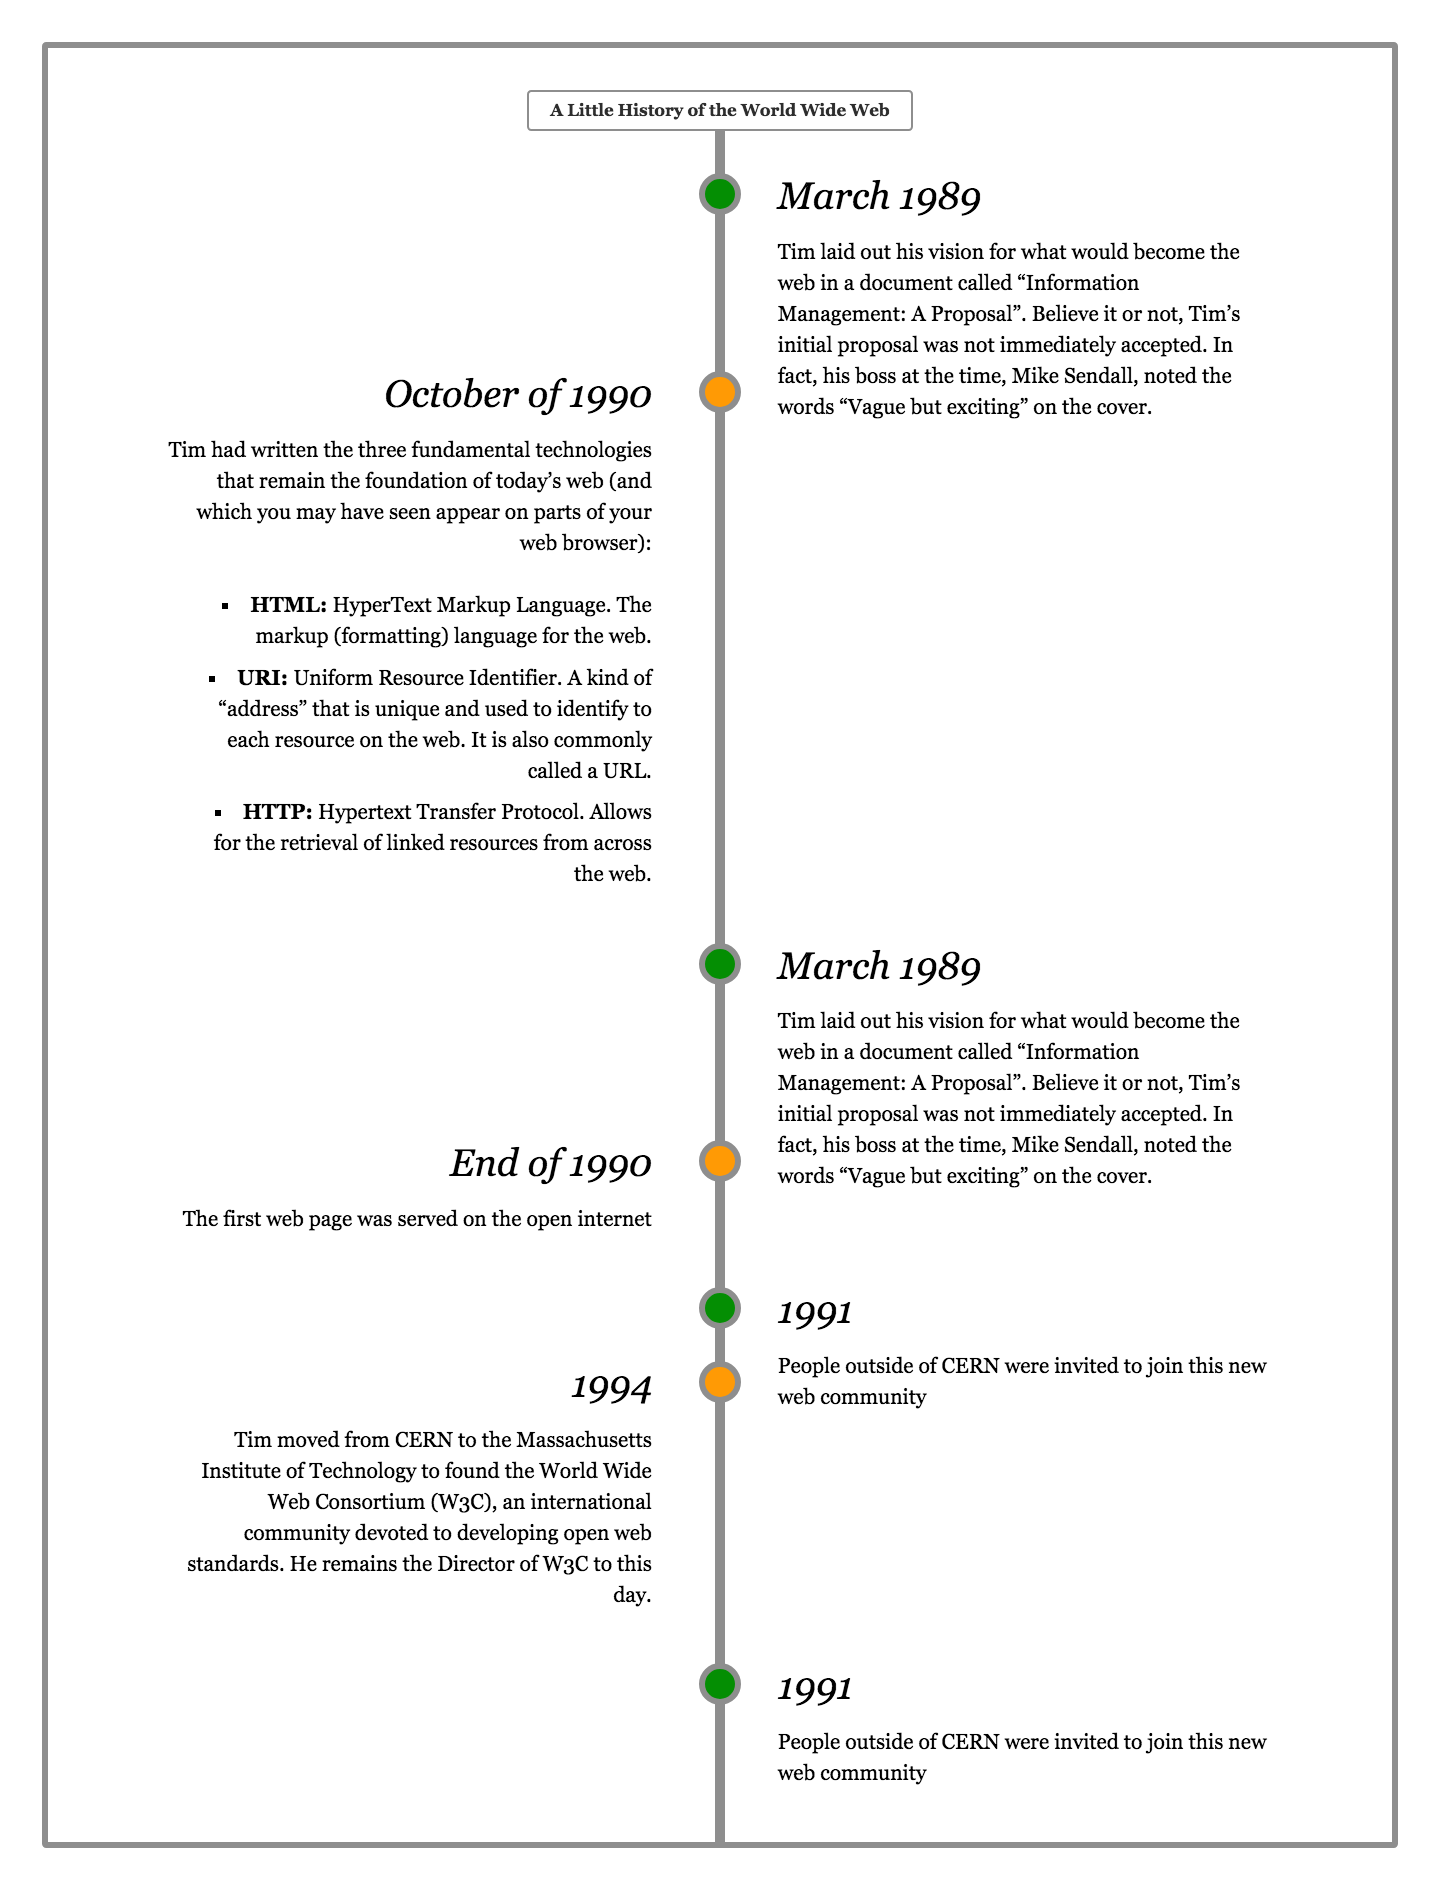 A Little History of the World Wide Web
March 1989
Tim laid out his vision for what would become the
web in a document called “Information
Management: A Proposal”. Believe it or not, Tim’s
initial proposal was not immediately accepted. In
fact, his boss at the time, Mike Sendall, noted the
words “Vague but exciting” on the cover.
October of 1990
Tim had written the three fundamental technologies
that remain the foundation of today’s web (and
which you may have seen appear on parts of your
web browser):
▪ HTML: HyperText Markup Language. The
markup (formatting) language for the web.
▪ URI: Uniform Resource Identifier. A kind of
“address” that is unique and used to identify to
each resource on the web. It is also commonly
called a URL.
▪ HTTP: Hypertext Transfer Protocol. Allows
for the retrieval of linked resources from across
the web.
March 1989
Tim laid out his vision for what would become the
web in a document called “Information
Management: A Proposal”. Believe it or not, Tim’s
initial proposal was not immediately accepted. In
fact, his boss at the time, Mike Sendall, noted the
words “Vague but exciting” on the cover.
End of 1990
The first web page was served on the open internet
1991
People outside of CERN were invited to join this new
web community
1994
Tim moved from CERN to the Massachusetts
Institute of Technology to found the World Wide
Web Consortium (W3C), an international
community devoted to developing open web
standards. He remains the Director of W3C to this
day.
1991
People outside of CERN were invited to join this new
web community